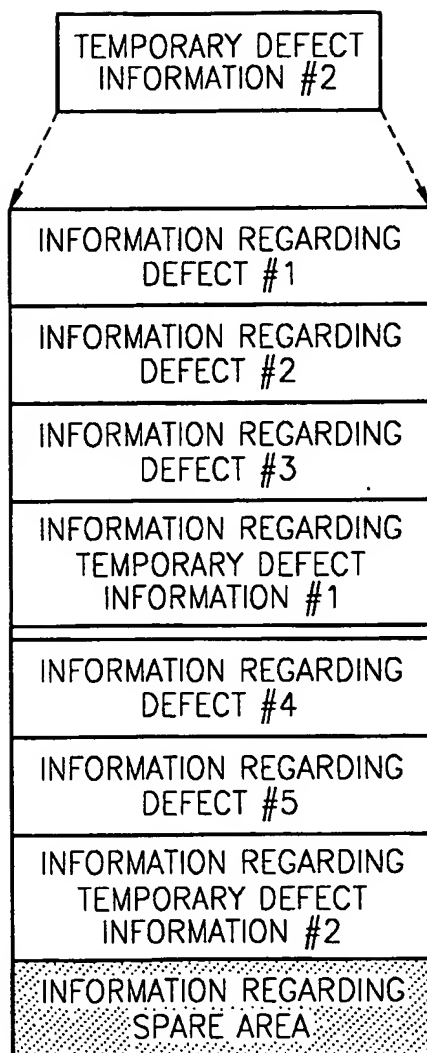 TEMPORARY DEFECT
INFORMATION #2
INFORMATION REGARDING
DEFECT #1
INFORMATION REGARDING
DEFECT #2
INFORMATION REGARDING
DEFECT #3
INFORMATION REGARDING
TEMPORARY DEFECT
INFORMATION #1
INFORMATION REGARDING
DEFECT #4
INFORMATION REGARDING
DEFECT #5
INFORMATION REGARDING
TEMPORARY DEFECT
INFORMATION #2
INFORMATION REGARDING
SPARE AREA